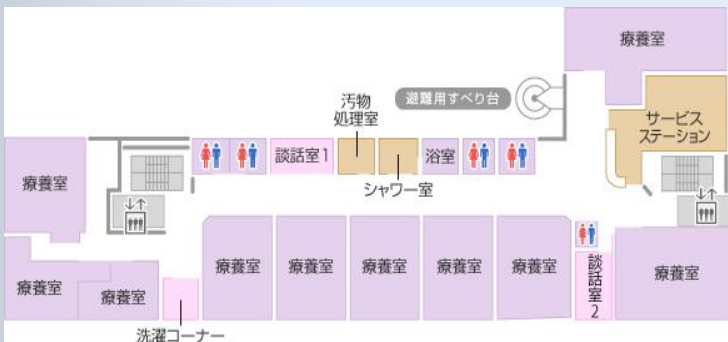 療養室
汚物
処理室
避難用すべり台
サービス
ステーション
療養室
談話室1
浴室
シャワー室
療養室
療養室
療養室
療養室
療養室
療養室
療養室
談話室2
療養室
療養室
洗濯コーナー